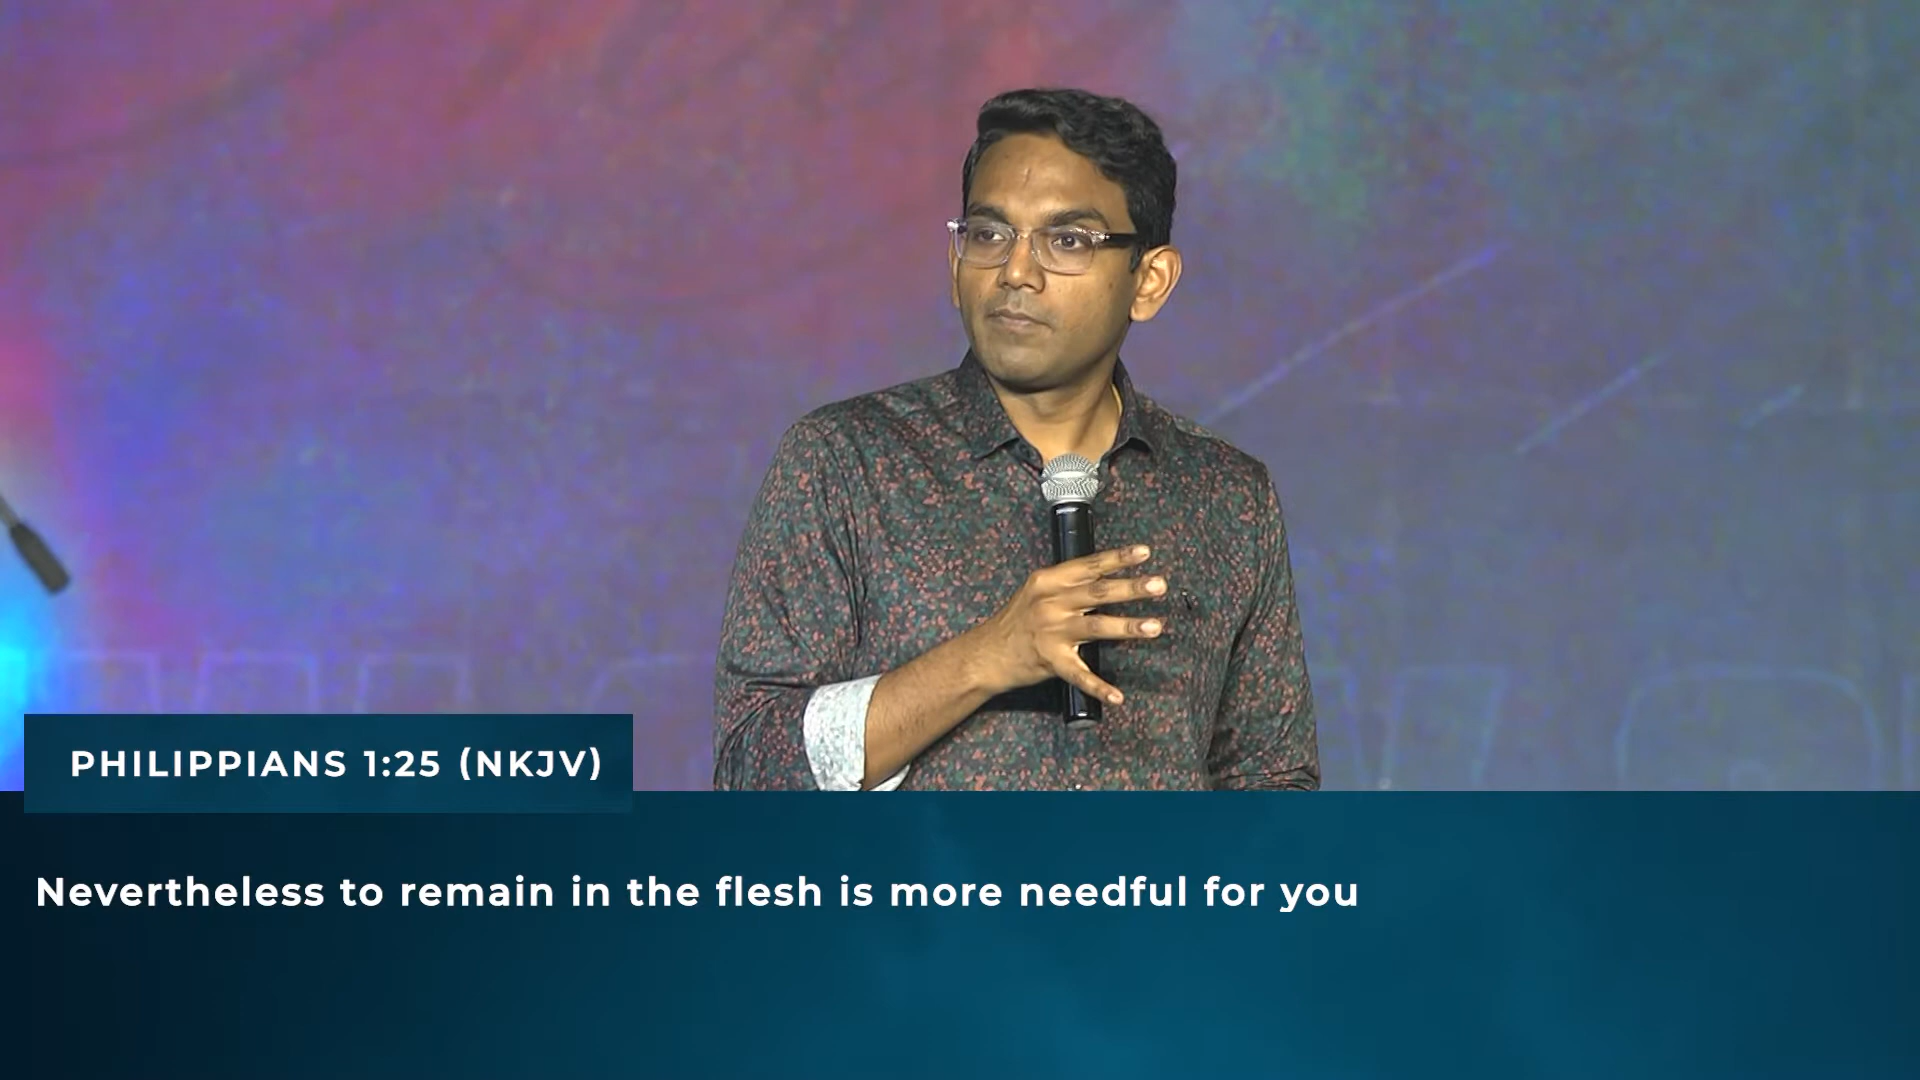 PHILIPPIANS 1:25 (NKJV)
Nevertheless to remain in the flesh is more needful for you